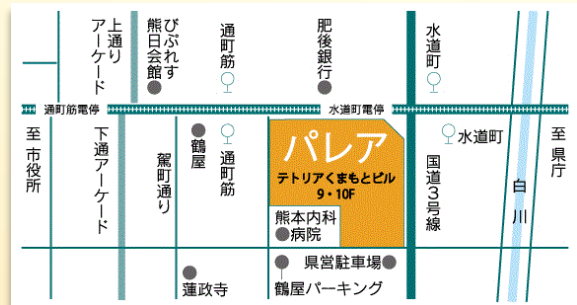 上通り
アーケード
びぷれす
熊日会館
通町筋
肥後銀行
水道町
通町筋電停
水道町電停
至市役所
下通アーケード
駕町通り
鶴屋
通町筋
パレア
テトリアくまもとビル
9・10F
熊本内科
病院
国道3号線
水道町
白川
至県庁
蓮政寺
県営駐車場
鶴屋パーキング